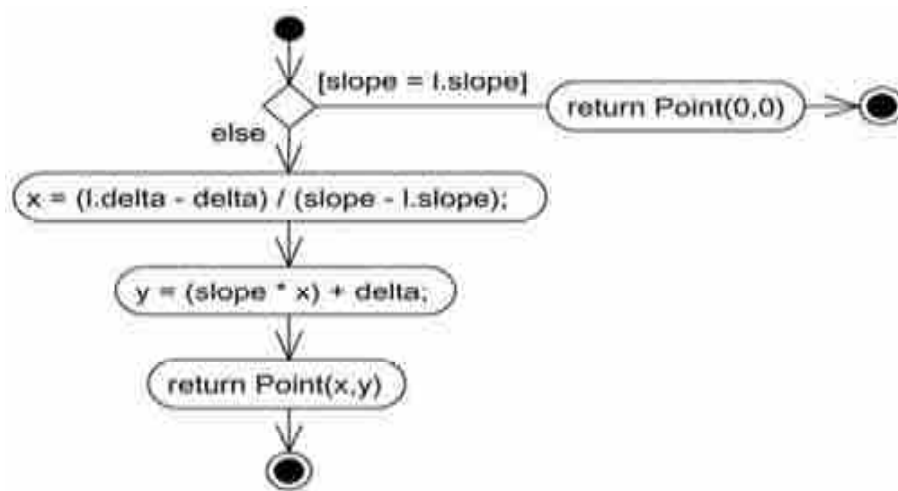 [slope = l.slope]
return Point(0,0)
else
x = (l.delta - delta) / (slope - l.slope);
y = (slope * x) + delta;
return Point(x,y)